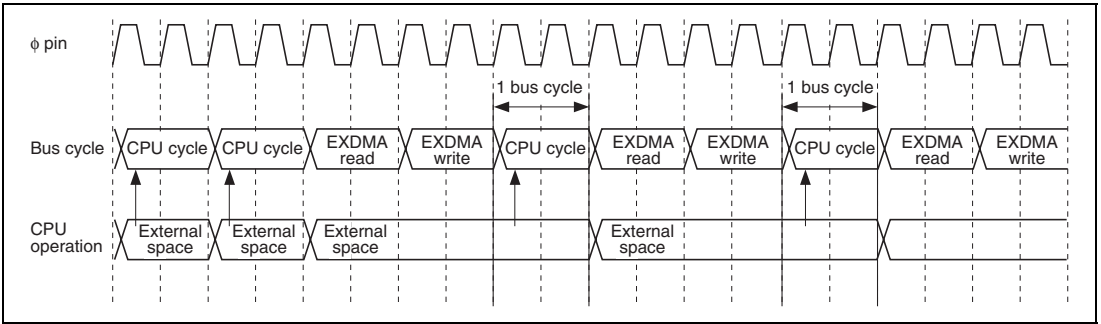 φ pin
1 bus cycle 1 bus cycle
Bus cycle CPU cycle CPU cycle EXDMA read EXDMA write CPU cycle EXDMA read EXDMA write CPU cycle EXDMA read EXDMA write
CPU operation External space External space External space External space